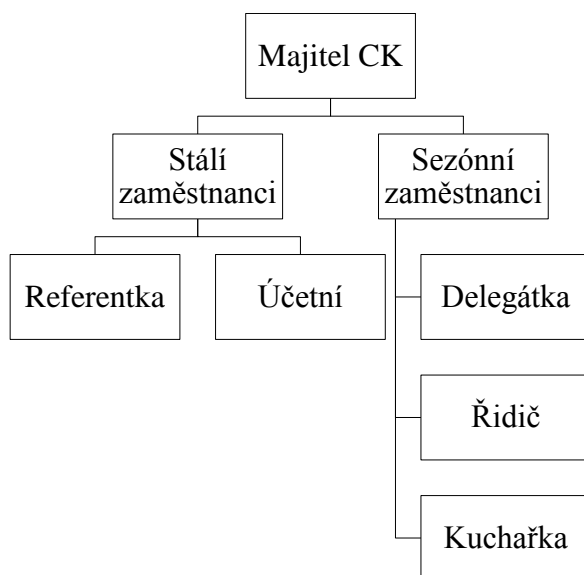 Majitel CK
Stálí
zaměstnanci
Sezónní
zaměstnanci
Referentka
Účetní
Delegátka
Řidič
Kuchařka